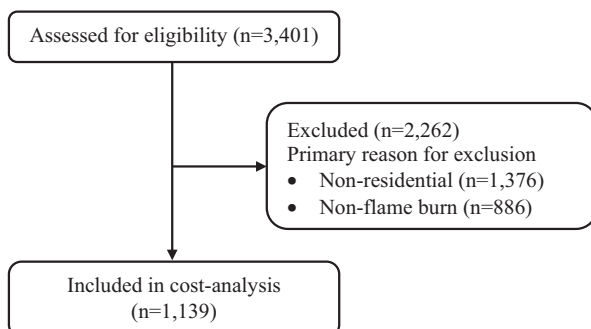 Assessed for eligibility (n=3,401)
Excluded (n=2,262)
Primary reason for exclusion
• Non-residential (n=1,376)
• Non-flame burn (n=886)
Included in cost-analysis
(n=1,139)